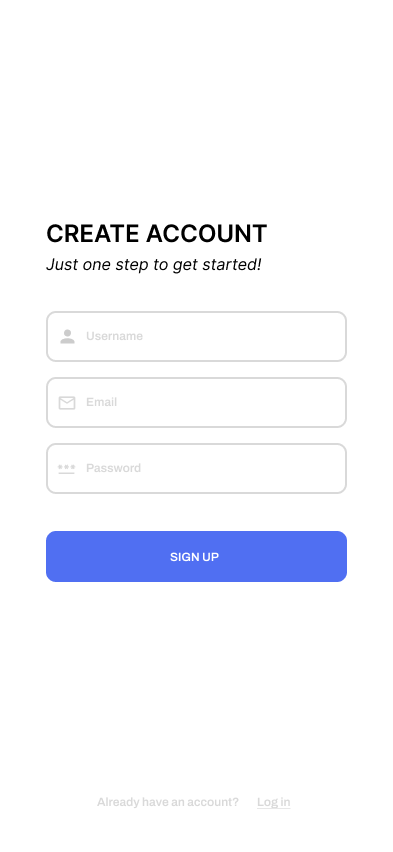 CREATE ACCOUNT
Just one step to get started!
Username
Email
Password
SIGN UP
Already have an account? Log in